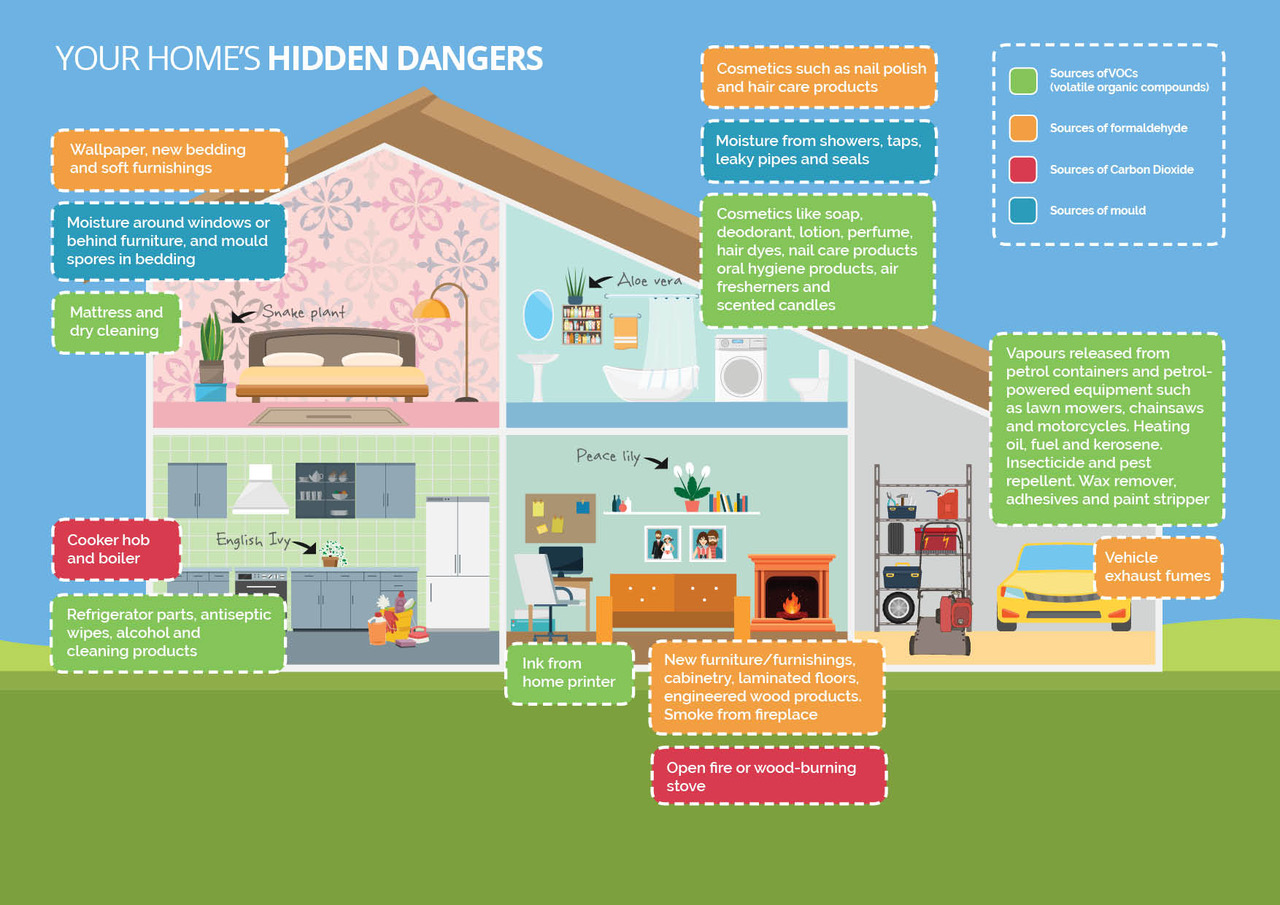 YOUR HOME'S HIDDEN DANGERS
Wallpaper, new bedding
and soft furnishings
Moisture around windows or
behind furniture, and mould
spores in bedding
Mattress and
dry cleaning
Snake plant
Cosmetics such as nail polish
and hair care products
Moisture from showers, taps,
leaky pipes and seals
Cosmetics like soap,
deodorant, lotion, perfume,
hair dyes, nail care products
oral hygiene products, air
fresherners and
scented candles
Aloe vera
Sources ofVOCs
(volatile organic compounds)
Sources of formaldehyde
Sources of Carbon Dioxide
Sources of mould
Vapours released from
petrol containers and petrol-
powered equipment such
as lawn mowers, chainsaws
and motorcycles. Heating
oil, fuel and kerosene.
Insecticide and pest
repellent. Wax remover,
adhesives and paint stripper
Vehicle
exhaust fumes
Cooker hob
and boiler
English Ivy
Refrigerator parts, antiseptic
wipes, alcohol and
cleaning products
Peace lily
Ink from
home printer
New furniture/furnishings,
cabinetry, laminated floors,
engineered wood products.
Smoke from fireplace
Open fire or wood-burning
stove